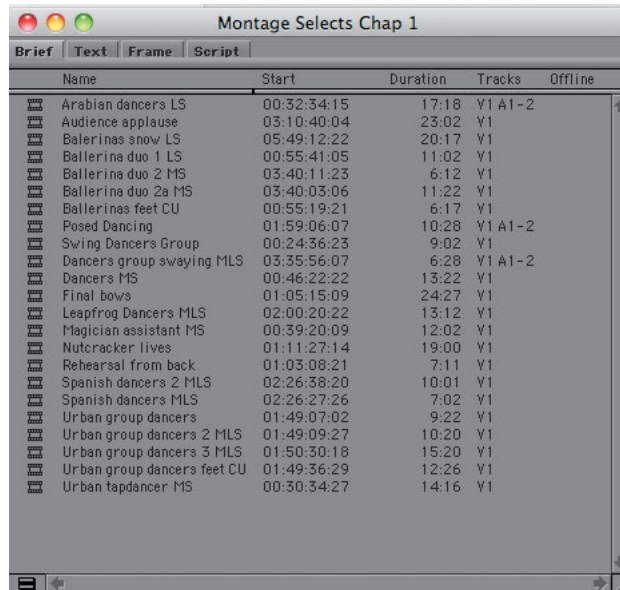 Montage Selects Chap 1
Brief Text Frame Script
Name Start Duration Tracks Offline
Arabian dancers LS 00:32:34:15 17:18 V1 A1-2
Audience applause 03:10:40:04 23:02 V1
Balerinas snow LS 05:49:12:22 20:17 V1
Ballerina duo 1 LS 00:55:41:05 11:02 V1
Ballerina duo 2 MS 03:40:11:23 6:12 V1
Ballerina duo 2a MS 03:40:03:06 11:22 V1
Ballerinas feet CU 00:55:19:21 6:17 V1
Posed Dancing 01:59:06:07 10:28 V1 A1-2
Swing Dancers Group 00:24:36:23 9:02 V1
Dancers group swaying MLS 03:35:56:07 6:28 V1 A1-2
Dancers MS 00:46:22:22 13:22 V1
Final bows 01:05:15:09 24:27 V1
Leapfrog Dancers MLS 02:00:20:22 13:12 V1
Magician assistant MS 00:39:20:09 12:02 V1
Nutcracker lives 01:11:27:14 19:00 V1
Rehearsal from back 01:03:08:21 7:11 V1
Spanish dancers 2 MLS 02:26:38:20 10:01 V1
Spanish dancers MLS 02:26:27:26 7:02 V1
Urban group dancers 01:49:07:02 9:22 V1
Urban group dancers 2 MLS 01:49:09:27 10:20 V1
Urban group dancers 3 MLS 01:50:30:18 15:20 V1
Urban group dancers feet CU 01:49:36:29 12:26 V1
Urban tapdancer MS 00:30:34:27 14:16 V1